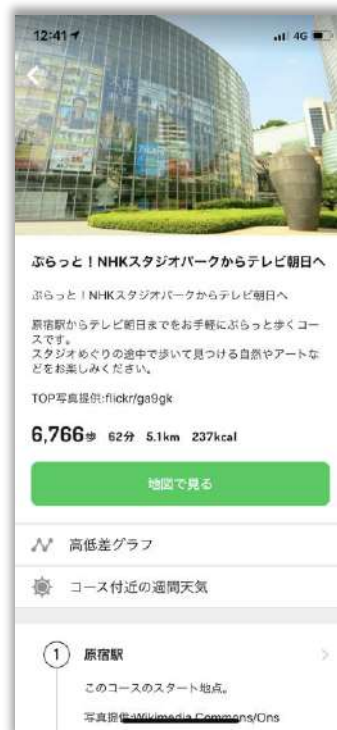 12:41
4G
ぷらっと！NHKスタジオパークからテレビ朝日へ
ぷらっと！NHKスタジオパークからテレビ朝日へ
原宿駅からテレビ朝日までをお手軽にぷらっと歩くコー
スです。
スタジオめぐりの途中で歩いて見つける自然やアートな
どをお楽しみください。
TOP写真提供:flickr/ga9gk
6,766歩 62分 5.1km 237kcal
地図で見る
高低差グラフ
コース付近の週間天気
1 原宿駅
このコースのスタート地点。
写真提供:Wikimedia Commons/Ons